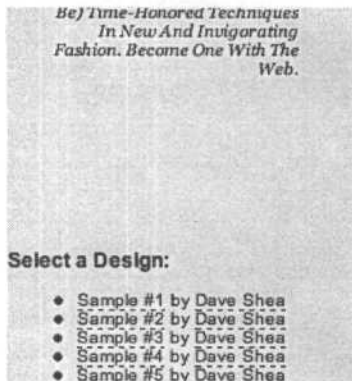 Be) Time-Honored Techniques
In New And Invigorating
Fashion. Become One With The
Web.
Select a Design:
Sample #1 by Dave Shea
Sample #2 by Dave Shea
Sample #3 by Dave Shea
Sample #4 by Dave Shea
Sample #5 by Dave Shea